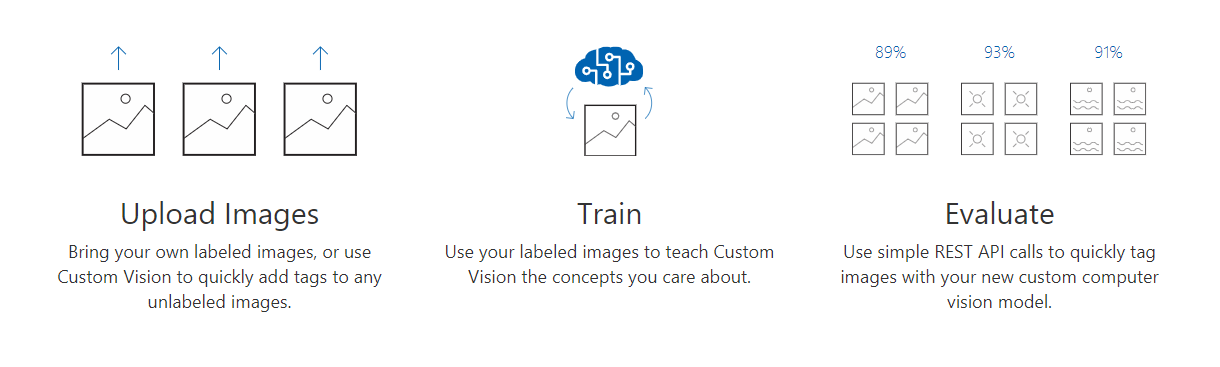 89% 93% 91%
Upload Images
Bring your own labeled images, or use
Custom Vision to quickly add tags to any
unlabeled images.
Train
Use your labeled images to teach Custom
Vision the concepts you care about.
Evaluate
Use simple REST API calls to quickly tag
images with your new custom computer
vision model.